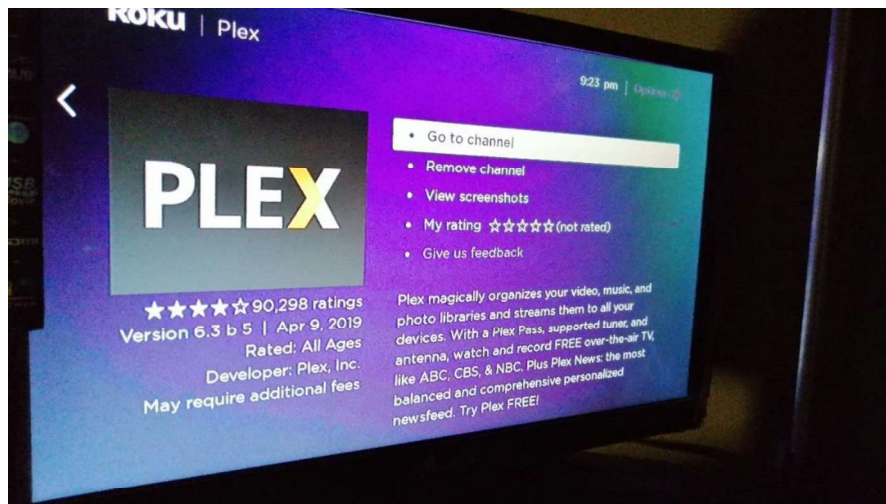 Roku | Plex
9:23 pm | Options
PLEX
Go to channel
Remove channel
View screenshots
My rating ☆☆☆☆☆ (not rated)
Give us feedback
★★★★☆ 90,298 ratings
Version 6.3 b 5 | Apr 9, 2019
Rated: All Ages
Developer: Plex, Inc.
May require additional fees
Plex magically organizes your video, music, and
photo libraries and streams them to all your
devices. With a Plex Pass, supported tuner, and
antenna, watch and record FREE over-the-air TV,
like ABC, CBS, & NBC. Plus Plex News: the most
balanced and comprehensive personalized
newsfeed. Try Plex FREE!
USB